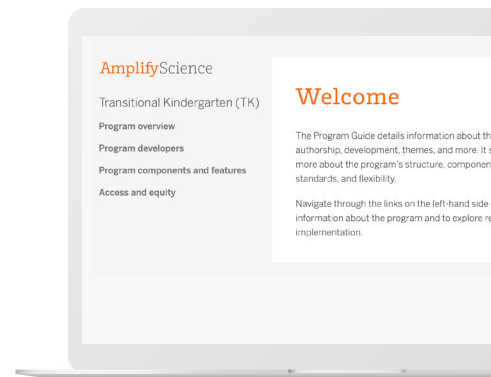 AmplifyScience
Transitional Kindergarten (TK)
Program overview
Program developers
Program components and features
Access and equity
Welcome
The Program Guide details information about th
authorship, development, themes, and more. It s
more about the program's structure, componen
standards, and flexibility.
Navigate through the links on the left-hand side
information about the program and to explore re
implementation.